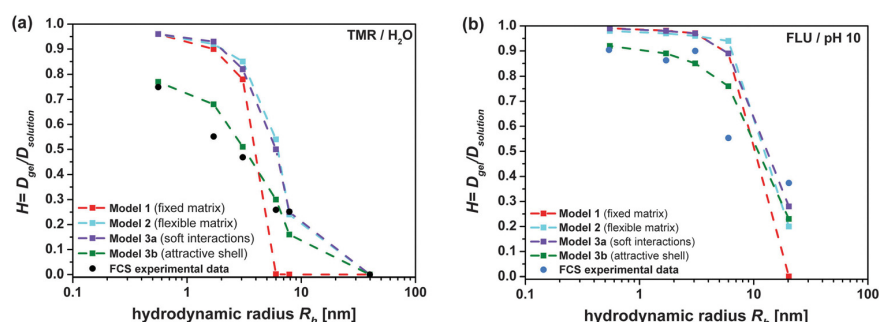 (a)
TMR / H2O
H= Dgel/Dsolution
1.0
0.9
0.8
0.7
0.6
0.5
0.4
0.3
0.2
0.1
0.0
Model 1 (fixed matrix)
Model 2 (flexible matrix)
Model 3a (soft interactions)
Model 3b (attractive shell)
FCS experimental data
0.1 1 10 100
hydrodynamic radius Rh [nm]
(b)
FLU / pH 10
H= Dgel/Dsolution
1.0
0.9
0.8
0.7
0.6
0.5
0.4
0.3
0.2
0.1
0.0
Model 1 (fixed matrix)
Model 2 (flexible matrix)
Model 3a (soft interactions)
Model 3b (attractive shell)
FCS experimental data
0.1 1 10 100
hydrodynamic radius Rh [nm]